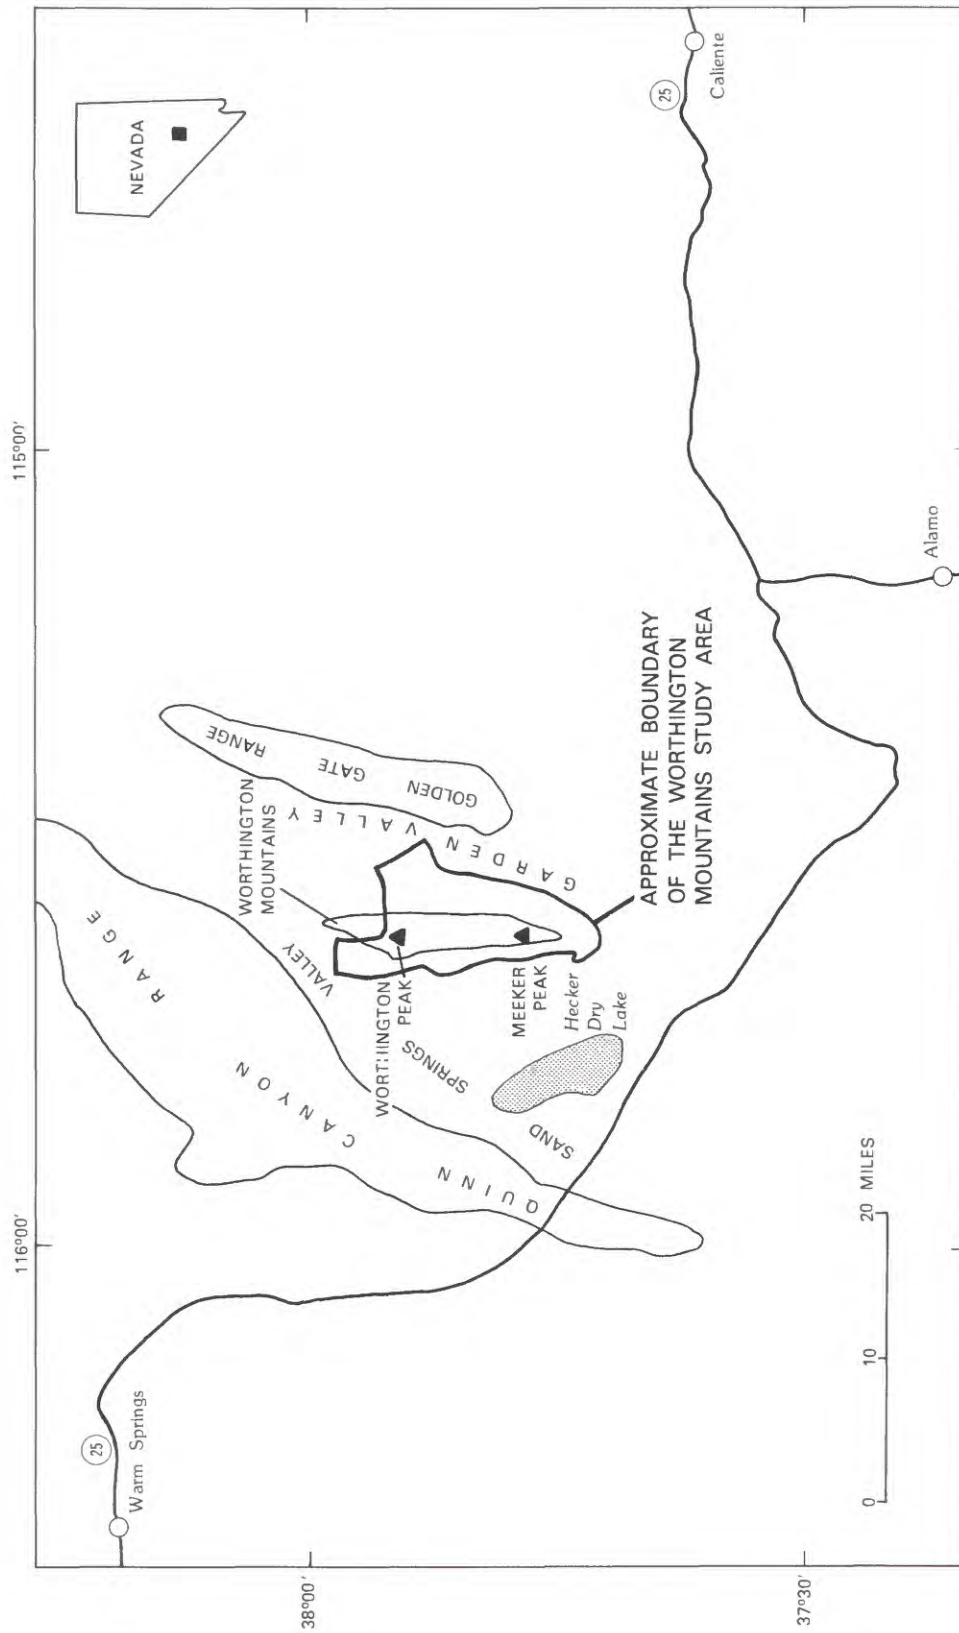 116°00'
115°00'
NEVADA
25
Warm Springs
38°00'
37°30'
QUINN CANYON RANGE
SAND SPRINGS VALLEY
WORTHINGTON
MOUNTAINS
GOLDEN GATE RANGE
GARDEN VALLEY
WORTHINGTON
PEAK
MEEKER
PEAK
Hecker
Dry
Lake
APPROXIMATE BOUNDARY
OF THE WORTHINGTON
MOUNTAINS STUDY AREA
25
Caliente
Alamo
0 10 20 MILES